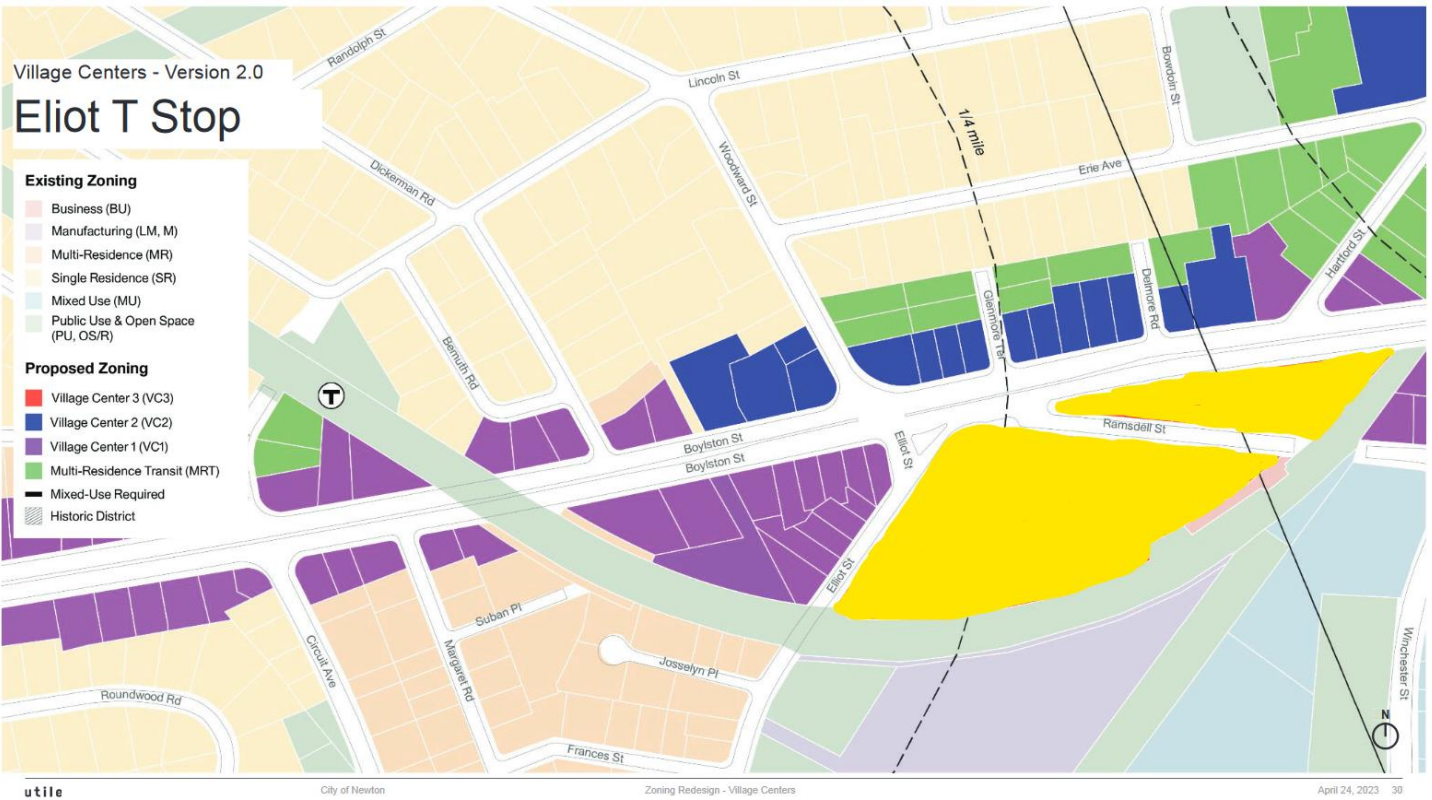 Village Centers - Version 2.0
Eliot T Stop
Existing Zoning
Business (BU)
Manufacturing (LM, M)
Multi-Residence (MR)
Single Residence (SR)
Mixed Use (MU)
Public Use & Open Space
(PU, OS/R)
Proposed Zoning
Village Center 3 (VC3)
Village Center 2 (VC2)
Village Center 1 (VC1)
Multi-Residence Transit (MRT)
Mixed-Use Required
Historic District
Randolph St
Lincoln St
Bowdoin St
1/4 mile
Dickerman Rd
Woodward St
Erie Ave
Hartford St
Glenmore Ter
Delmore Rd
Bemuth Rd
T
Boylston St
Boylston St
Elliot St
Ramsdell St
Elliot St
Suban Pl
Circuit Ave
Margaret Rd
Josselyn Pl
Winchester St
Roundwood Rd
Frances St
N
utile
City of Newton
Zoning Redesign - Village Centers
April 24, 2023
30